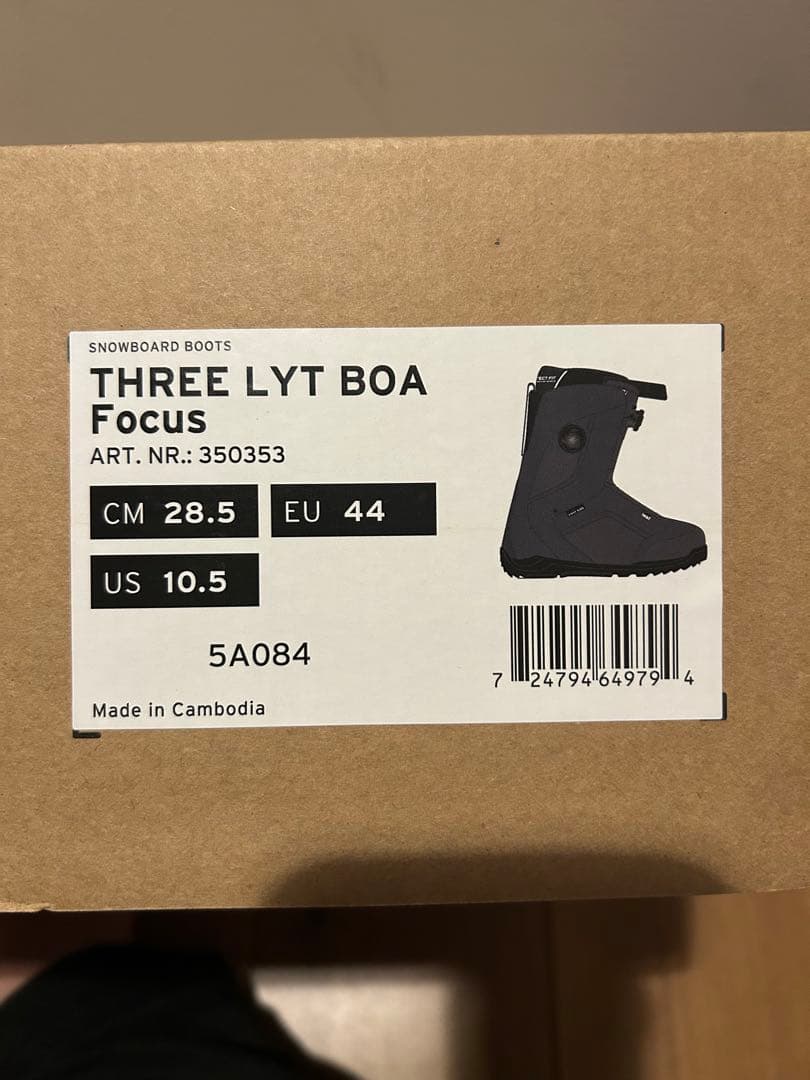 SNOWBOARD BOOTS
THREE LYT BOA
Focus
ART. NR.: 350353
CM 28.5 EU 44
US 10.5
5A084
Made in Cambodia
7 24794 64979 4